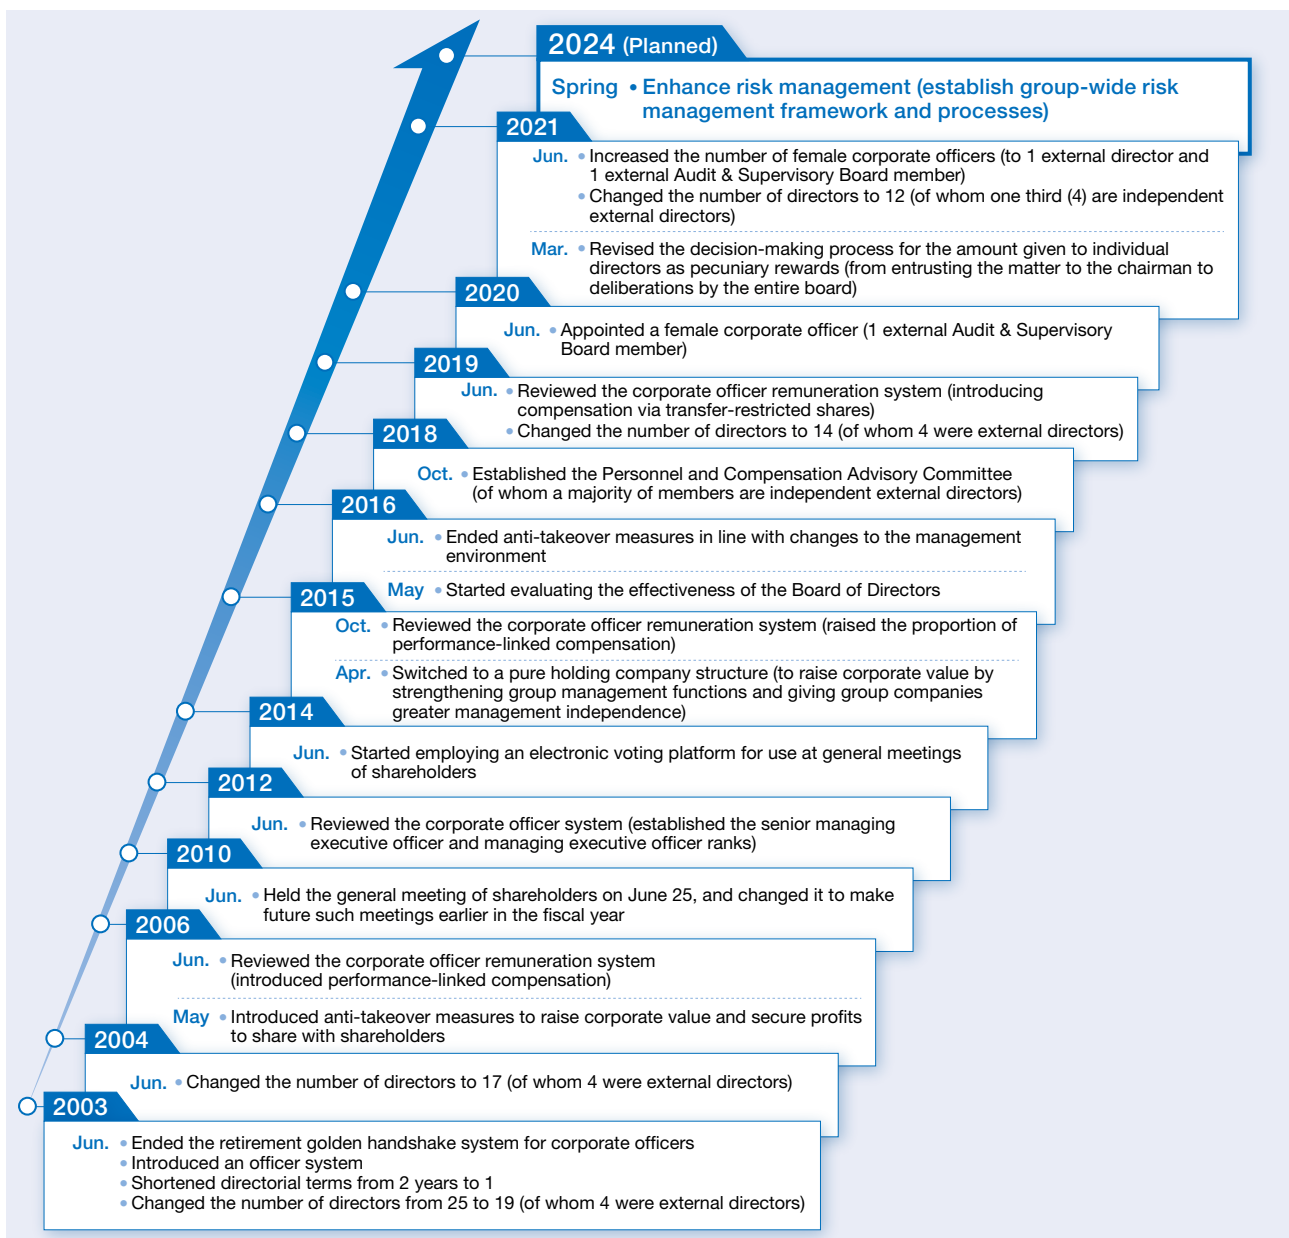 2024 (Planned)
Spring • Enhance risk management (establish group-wide risk
management framework and processes)
2021
Jun. • Increased the number of female corporate officers (to 1 external director and
1 external Audit & Supervisory Board member)
• Changed the number of directors to 12 (of whom one third (4) are independent
external directors)
Mar. • Revised the decision-making process for the amount given to individual
directors as pecuniary rewards (from entrusting the matter to the chairman to
deliberations by the entire board)
2020
Jun. • Appointed a female corporate officer (1 external Audit & Supervisory
Board member)
2019
Jun. • Reviewed the corporate officer remuneration system (introducing
compensation via transfer-restricted shares)
• Changed the number of directors to 14 (of whom 4 were external directors)
2018
Oct. • Established the Personnel and Compensation Advisory Committee
(of whom a majority of members are independent external directors)
2016
Jun. • Ended anti-takeover measures in line with changes to the management
environment
May • Started evaluating the effectiveness of the Board of Directors
2015
Oct. • Reviewed the corporate officer remuneration system (raised the proportion of
performance-linked compensation)
Apr. • Switched to a pure holding company structure (to raise corporate value by
strengthening group management functions and giving group companies
greater management independence)
2014
Jun. • Started employing an electronic voting platform for use at general meetings
of shareholders
2012
Jun. • Reviewed the corporate officer system (established the senior managing
executive officer and managing executive officer ranks)
2010
Jun. • Held the general meeting of shareholders on June 25, and changed it to make
future such meetings earlier in the fiscal year
2006
Jun. • Reviewed the corporate officer remuneration system
(introduced performance-linked compensation)
May • Introduced anti-takeover measures to raise corporate value and secure profits
to share with shareholders
2004
Jun. • Changed the number of directors to 17 (of whom 4 were external directors)
2003
Jun. • Ended the retirement golden handshake system for corporate officers
• Introduced an officer system
• Shortened directorial terms from 2 years to 1
• Changed the number of directors from 25 to 19 (of whom 4 were external directors)